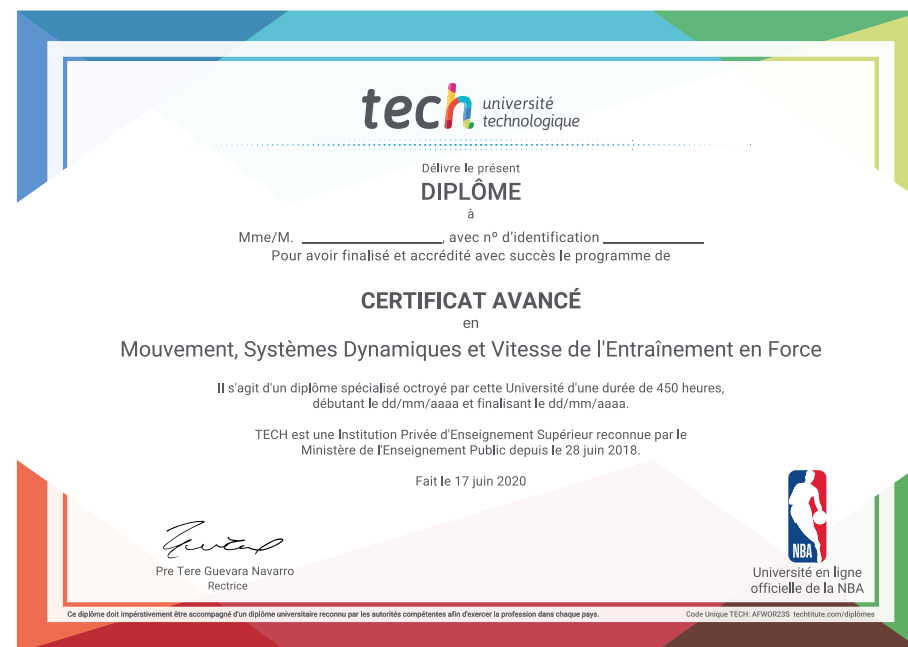 tech université
technologique
Délivre le présent
DIPLÔME
à
Mme/M. ____________________, avec nº d'identification ______________
Pour avoir finalisé et accrédité avec succès le programme de
CERTIFICAT AVANCÉ
en
Mouvement, Systèmes Dynamiques et Vitesse de l'Entraînement en Force
Il s'agit d'un diplôme spécialisé octroyé par cette Université d'une durée de 450 heures,
débutant le dd/mm/aaaa et finalisant le dd/mm/aaaa.
TECH est une Institution Privée d'Enseignement Supérieur reconnue par le
Ministère de l'Enseignement Public depuis le 28 juin 2018.
Fait le 17 juin 2020
Pre Tere Guevara Navarro
Rectrice
NBA
Université en ligne
officielle de la NBA
Ce diplôme doit impérativement être accompagné d'un diplôme universitaire reconnu par les autorités compétentes afin d'exercer la profession dans chaque pays.
Code Unique TECH: AFWOR23S techtitute.com/diplômes